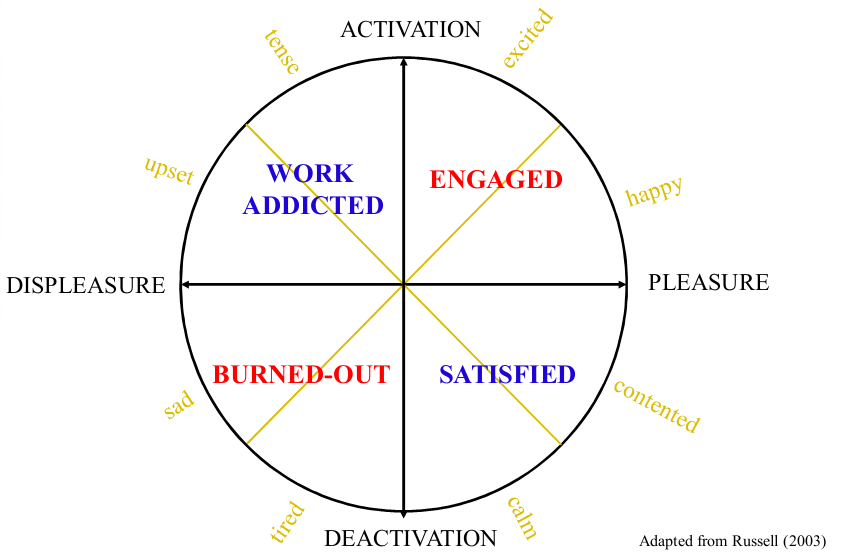 ACTIVATION
tense
excited
upset
WORK
ADDICTED
ENGAGED
happy
DISPLEASURE
PLEASURE
BURNED-OUT
SATISFIED
sad
contented
tired
calm
DEACTIVATION
Adapted from Russell (2003)